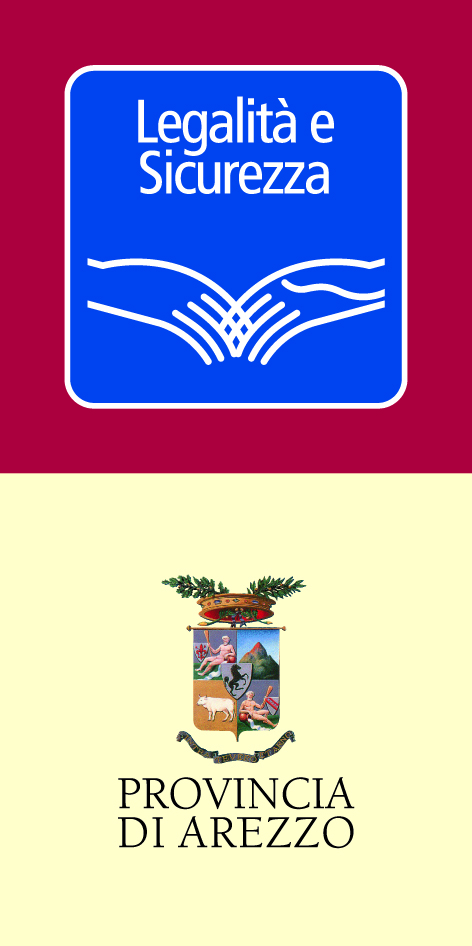 Legalità e
Sicurezza
PROVINCIA
DI AREZZO